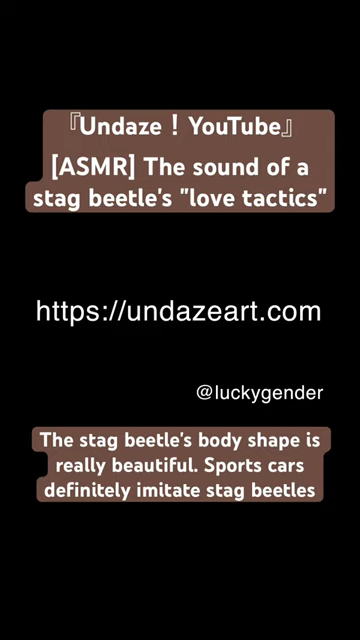 『Undaze！YouTube』
[ASMR] The sound of a
stag beetle's "love tactics"
https://undazeart.com
@luckygender
The stag beetle's body shape is
really beautiful. Sports cars
definitely imitate stag beetles